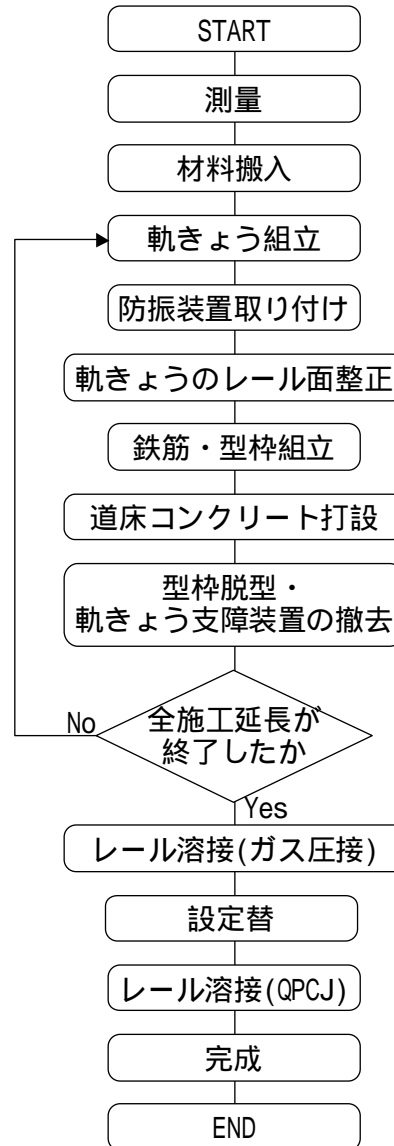 START
測量
材料搬入
軌きょう組立
防振装置取り付け
軌きょうのレール面整正
鉄筋・型枠組立
道床コンクリート打設
型枠脱型・
軌きょう支障装置の撤去
全施工延長が
終了したか
No
Yes
レール溶接(ガス圧接)
設定替
レール溶接(QPCJ)
完成
END